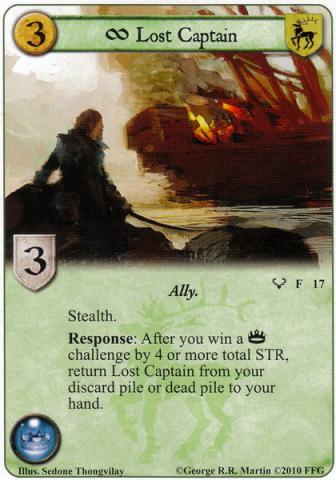 3
∞ Lost Captain
3
Ally.
F 17
Stealth.
Response: After you win a
challenge by 4 or more total STR,
return Lost Captain from your
discard pile or dead pile to your
hand.
Illus. Sedone Thongvilay
©George R.R. Martin ©2010 FFG